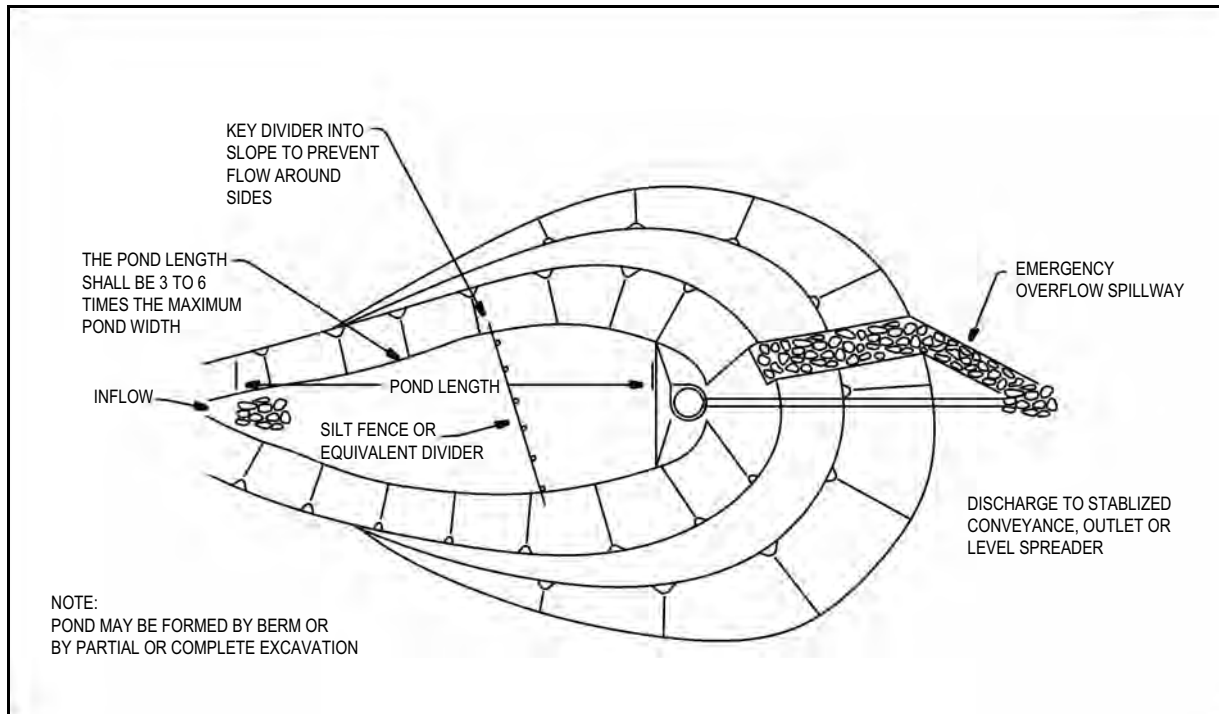 KEY DIVIDER INTO
SLOPE TO PREVENT
FLOW AROUND
SIDES
THE POND LENGTH
SHALL BE 3 TO 6
TIMES THE MAXIMUM
POND WIDTH
EMERGENCY
OVERFLOW SPILLWAY
INFLOW
POND LENGTH
SILT FENCE OR
EQUIVALENT DIVIDER
DISCHARGE TO STABLIZED
CONVEYANCE, OUTLET OR
LEVEL SPREADER
NOTE:
POND MAY BE FORMED BY BERM OR
BY PARTIAL OR COMPLETE EXCAVATION